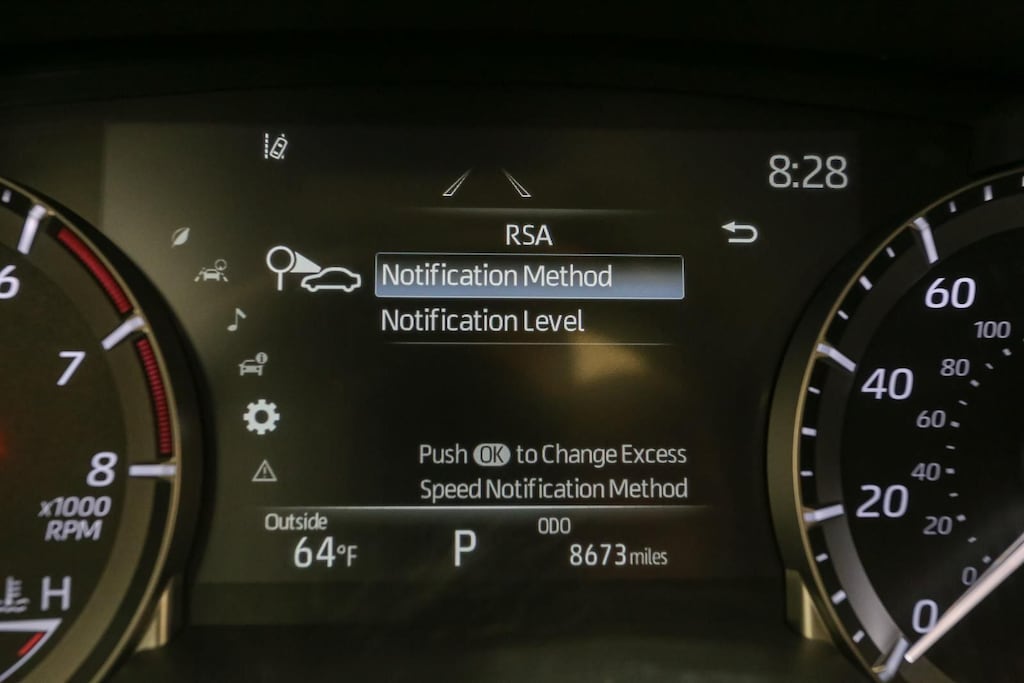 8:28
RSA
Notification Method
Notification Level
Push OK to Change Excess
Speed Notification Method
Outside
64°F
P
ODO
8673 miles
6
7
8
x1000
RPM
H
60
40
20
0
100
80
60
40
20
0